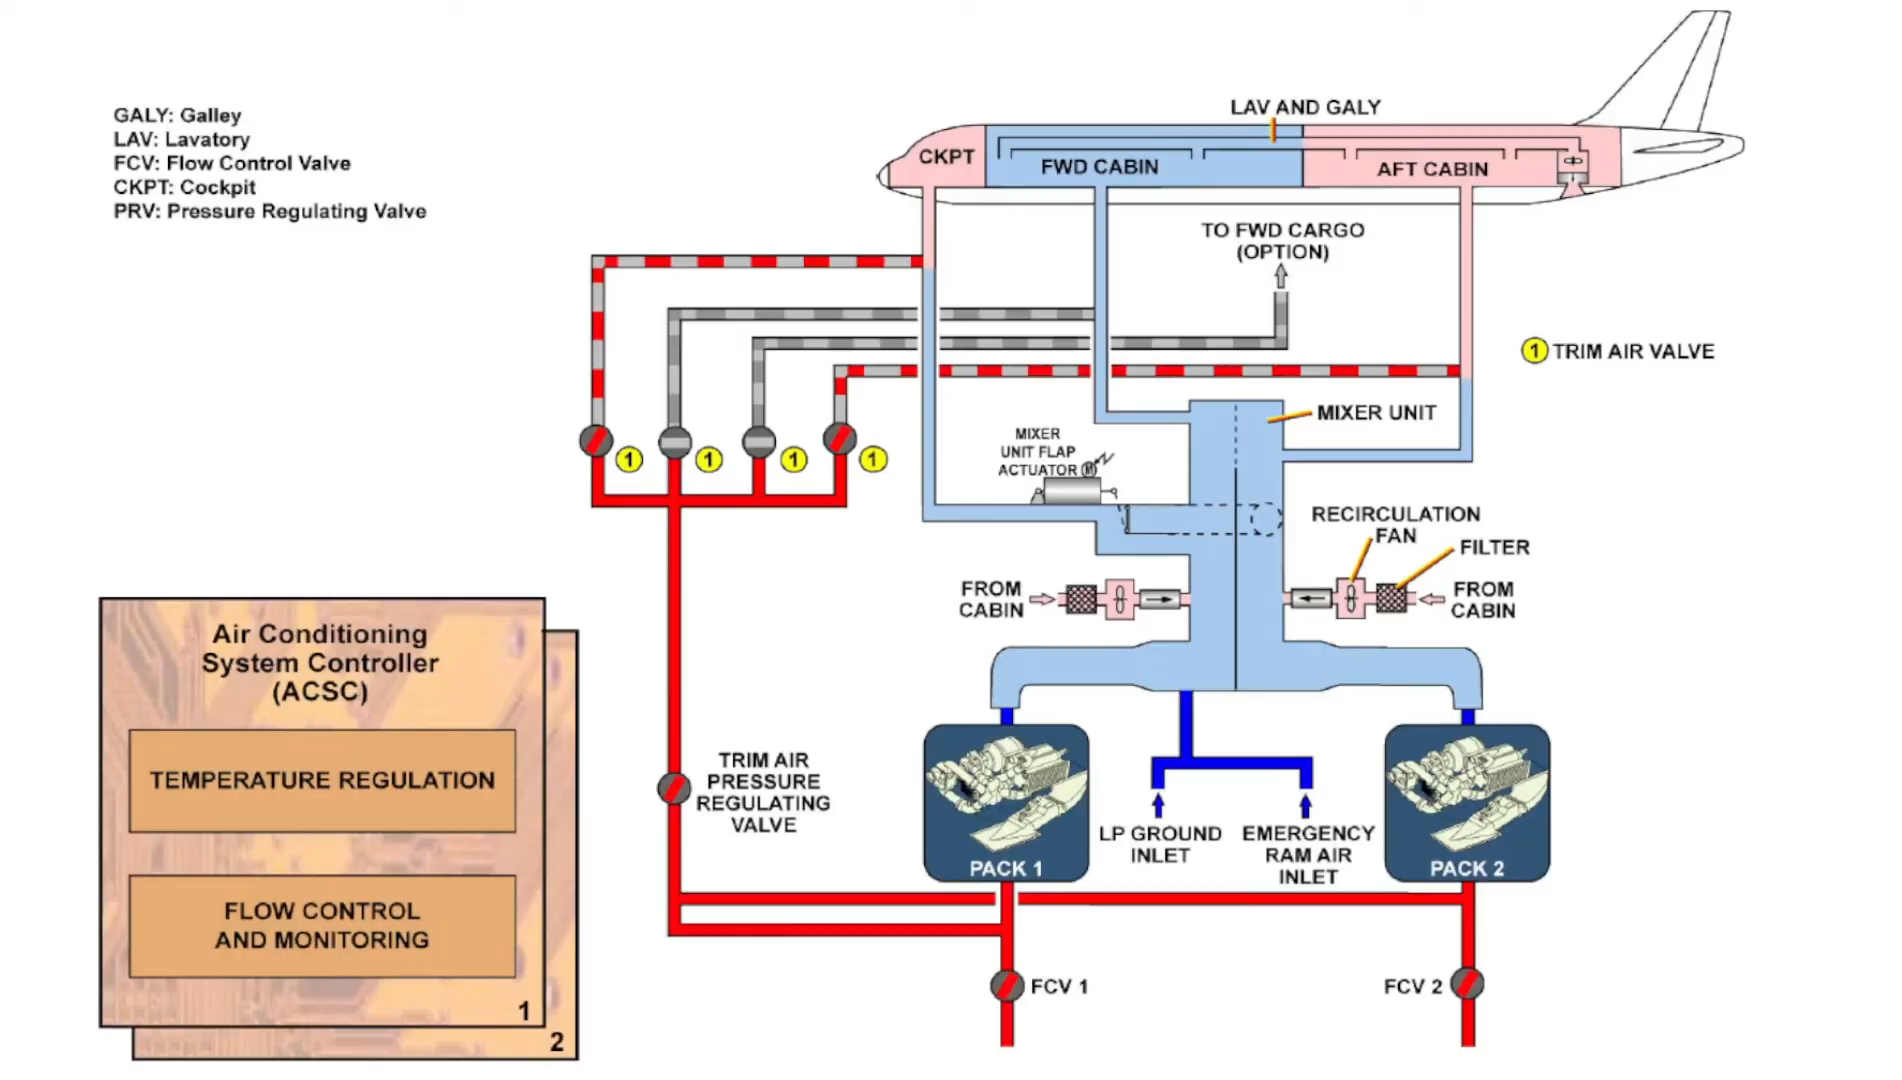 GALY: Galley
LAV: Lavatory
FCV: Flow Control Valve
CKPT: Cockpit
PRV: Pressure Regulating Valve
LAV AND GALY
CKPT
FWD CABIN
AFT CABIN
TO FWD CARGO
(OPTION)
1 TRIM AIR VALVE
MIXER UNIT
MIXER
UNIT FLAP
ACTUATOR
M
1
1
1
1
RECIRCULATION
FAN
FILTER
FROM
CABIN
FROM
CABIN
Air Conditioning
System Controller
(ACSC)
TEMPERATURE REGULATION
FLOW CONTROL
AND MONITORING
1
2
TRIM AIR
PRESSURE
REGULATING
VALVE
PACK 1
LP GROUND
INLET
EMERGENCY
RAM AIR
INLET
PACK 2
FCV 1
FCV 2